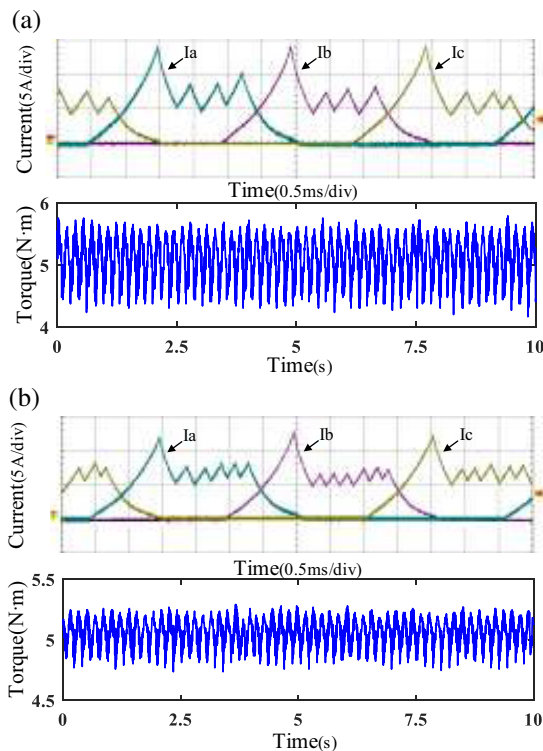 (a)
Current(5A/div)
Ia
Ib
Ic
Time(0.5ms/div)
Torque(N·m)
6
5
4
0
2.5
5
7.5
10
Time(s)
(b)
Current(5A/div)
Ia
Ib
Ic
Time(0.5ms/div)
Torque(N·m)
5.5
5
4.5
0
2.5
5
7.5
10
Time(s)